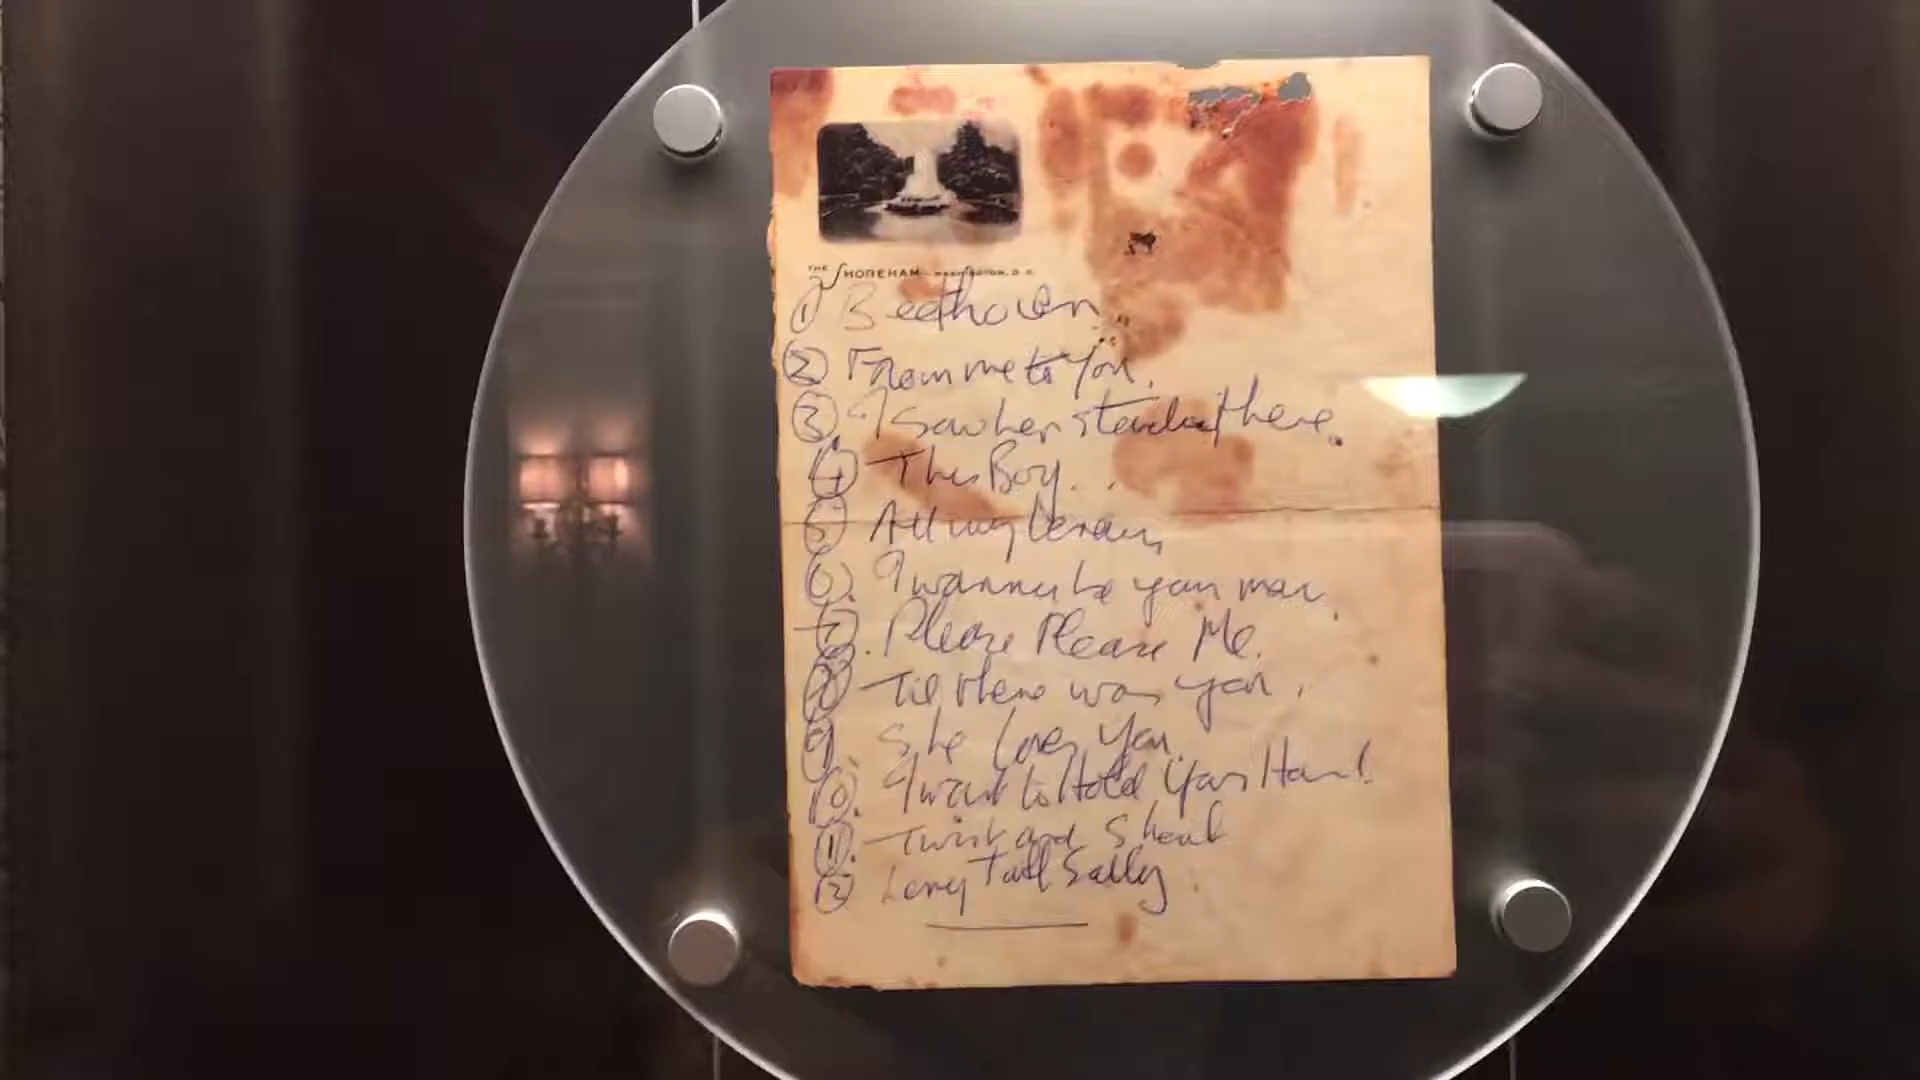 THE SHOREHAM WASHINGTON, D.C.
1 Beethoven
2 From me to You.
3. I Saw her standing there.
4 This Boy..
5 All my loving
6. I wanna be your man.
7. Please Please Me.
8 Till there was you.
9. She loves You.
10. I want to Hold Your Hand
11. Twist and Shout
12 Long Tall Sally.